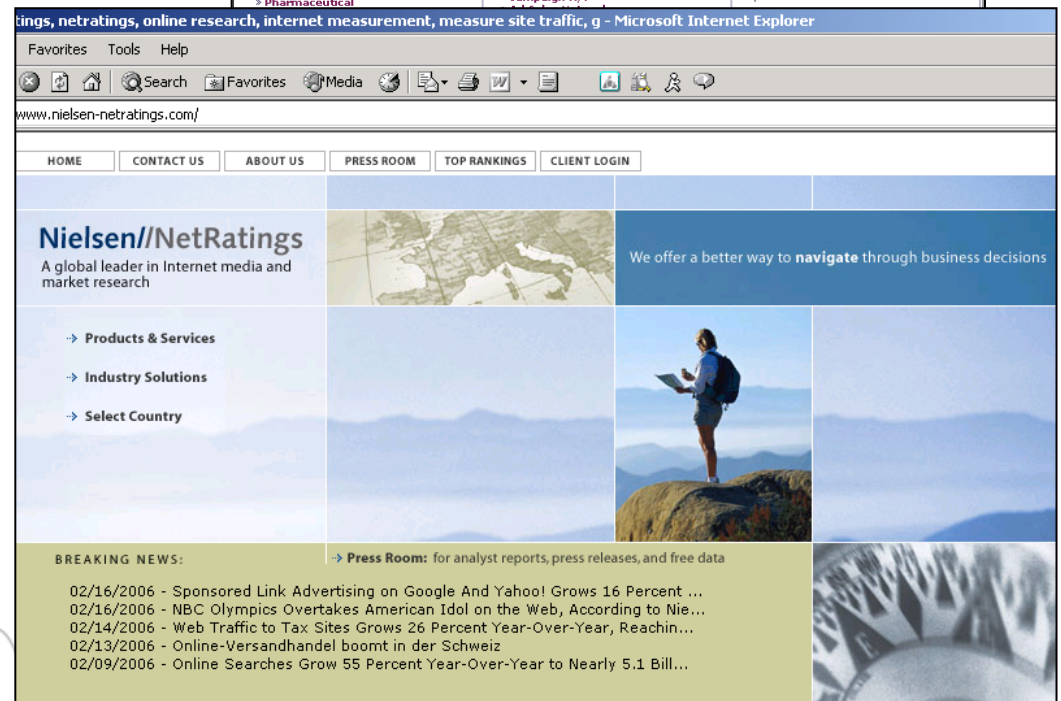 Pharmaceutical
tings, netratings, online research, internet measurement, measure site traffic, g - Microsoft Internet Explorer
Favorites Tools Help
Search Favorites Media
www.nielsen-netratings.com/
HOME CONTACT US ABOUT US PRESS ROOM TOP RANKINGS CLIENT LOGIN
Nielsen//NetRatings
A global leader in Internet media and
market research
We offer a better way to navigate through business decisions
Products & Services
Industry Solutions
Select Country
BREAKING NEWS:
Press Room: for analyst reports, press releases, and free data
02/16/2006 - Sponsored Link Advertising on Google And Yahoo! Grows 16 Percent ...
02/16/2006 - NBC Olympics Overtakes American Idol on the Web, According to Nie...
02/14/2006 - Web Traffic to Tax Sites Grows 26 Percent Year-Over-Year, Reachin...
02/13/2006 - Online-Versandhandel boomt in der Schweiz
02/09/2006 - Online Searches Grow 55 Percent Year-Over-Year to Nearly 5.1 Bill...